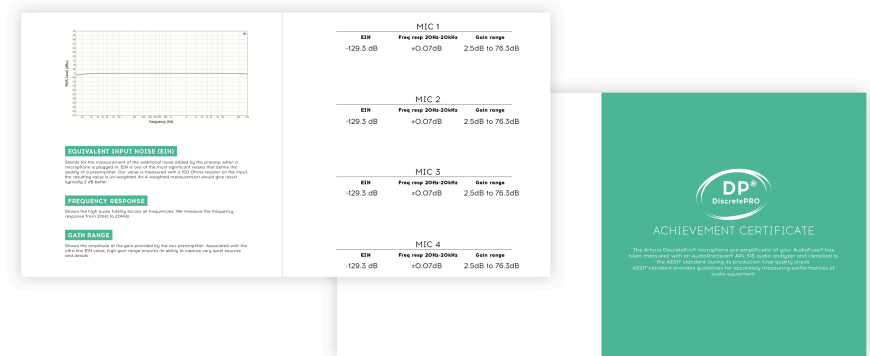 RMS Level (dBu)
Frequency (Hz)
EQUIVALENT INPUT NOISE (EIN)
Stands for the measurement of the additional noise added by the preamp when a
microphone is plugged in. EIN is one of the most significant values that define the
quality of a preamplifier. Our value is measured with a 150 Ohms resistor on the input,
the resulting value is un-weighted. An A-weighted measurement would give result
typically 2 dB better.
FREQUENCY RESPONSE
Shows the high audio fidelity across all frequencies. We measure the frequency
response from 20Hz to 20kHz.
GAIN RANGE
Shows the amplitude of the gain provided by the mic preamplifier. Associated with the
ultra low EIN value, high gain range ensures its ability to capture very quiet sources
and details.
MIC 1
EIN Freq resp 20Hz-20kHz Gain range
-129.3 dB ±0.07dB 2.5dB to 76.3dB
MIC 2
EIN Freq resp 20Hz-20kHz Gain range
-129.3 dB ±0.07dB 2.5dB to 76.3dB
MIC 3
EIN Freq resp 20Hz-20kHz Gain range
-129.3 dB ±0.07dB 2.5dB to 76.3dB
MIC 4
EIN Freq resp 20Hz-20kHz Gain range
-129.3 dB ±0.07dB 2.5dB to 76.3dB
DP®
DiscretePRO
ACHIEVEMENT CERTIFICATE
The Arturia DiscretePro® microphone pre-amplificator of your AudioFuse® has
been measured with an AudioPrecision® APx 515 audio analyzer and complied to
the AES17 standard during its production final quality check.
AES17 standard provides guidelines for accurately measuring performances of
audio equipment.